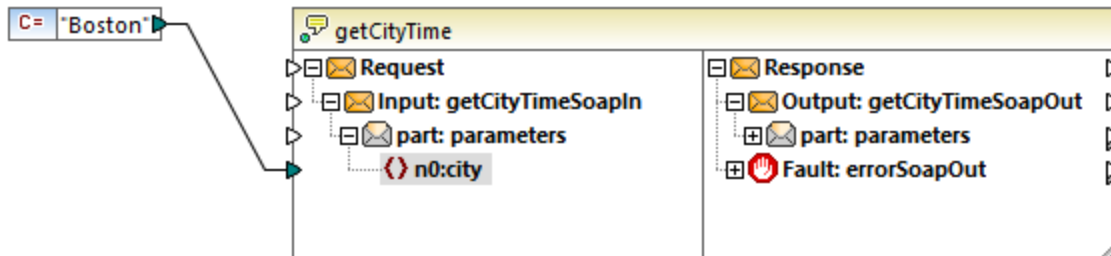 C= "Boston"
getCityTime
Request
Input: getCityTimeSoapIn
part: parameters
n0:city
Response
Output: getCityTimeSoapOut
part: parameters
Fault: errorSoapOut